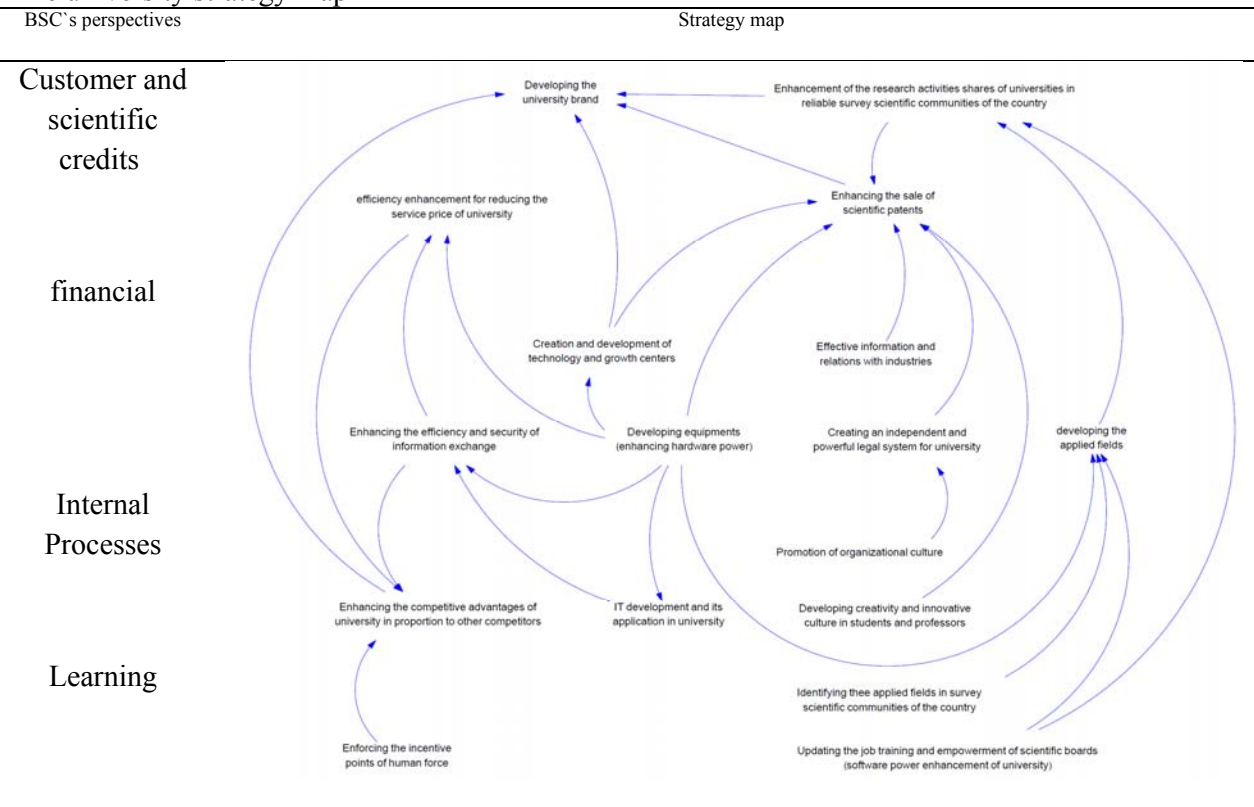 BSC`s perspectives
Strategy map
Customer and
scientific
credits
Developing the
university brand
Enhancement of the research activities shares of universities in
reliable survey scientific communities of the country
efficiency enhancement for reducing the
service price of university
Enhancing the sale of
scientific patents
financial
Creation and development of
technology and growth centers
Effective information and
relations with industries
Enhancing the efficiency and security of
information exchange
Developing equipments
(enhancing hardware power)
Creating an independent and
powerful legal system for university
developing the
applied fields
Internal
Processes
Promotion of organizational culture
Enhancing the competitive advantages of
university in proportion to other competitors
IT development and its
application in university
Developing creativity and innovative
culture in students and professors
Learning
Identifying thee applied fields in survey
scientific communities of the country
Enforcing the incentive
points of human force
Updating the job training and empowerment of scientific boards
(software power enhancement of university)